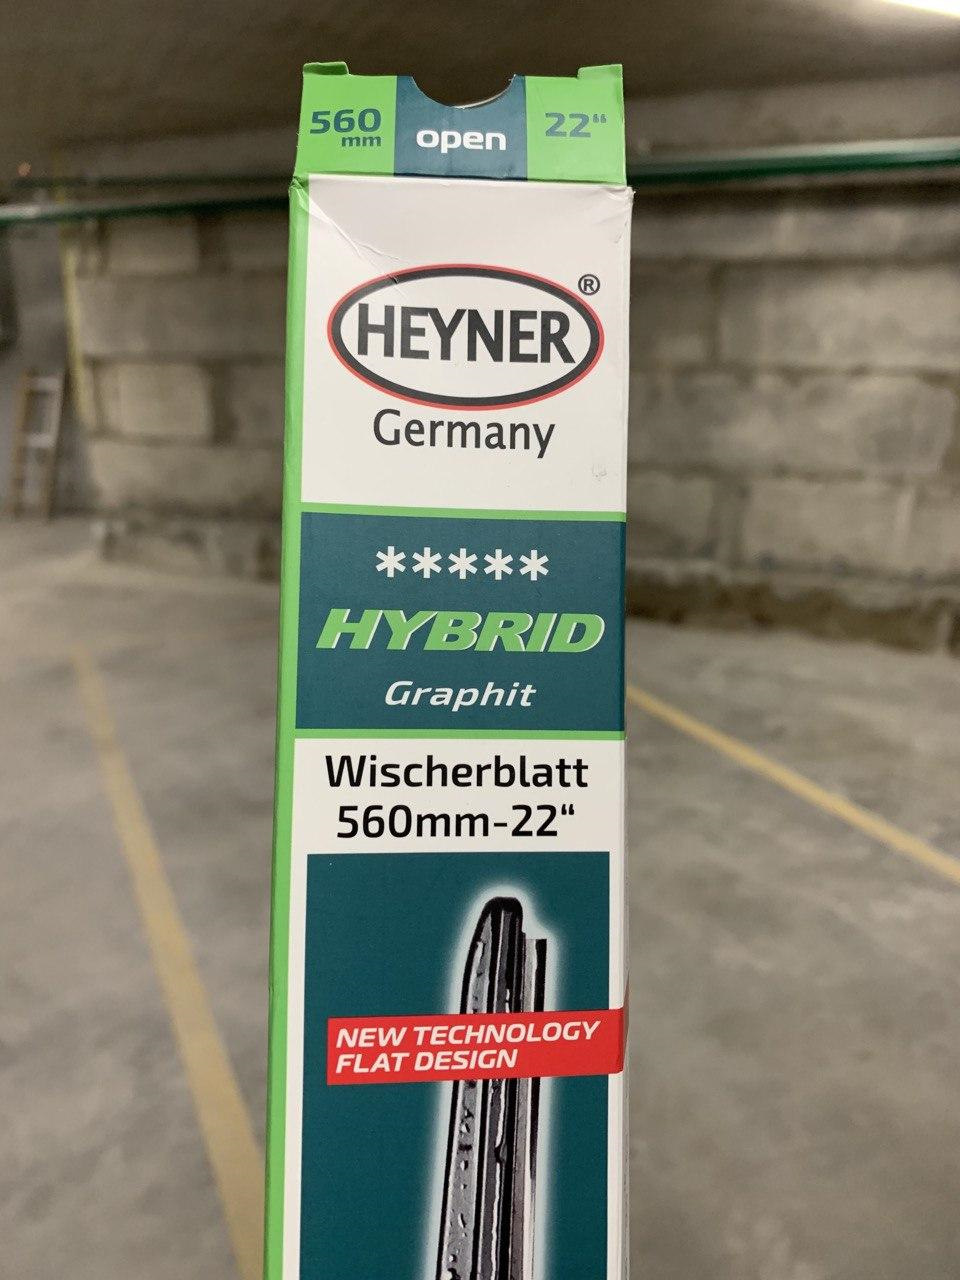 560 mm
open
22“
HEYNER®
Germany
*****
HYBRID
Graphit
Wischerblatt
560mm-22“
NEW TECHNOLOGY
FLAT DESIGN